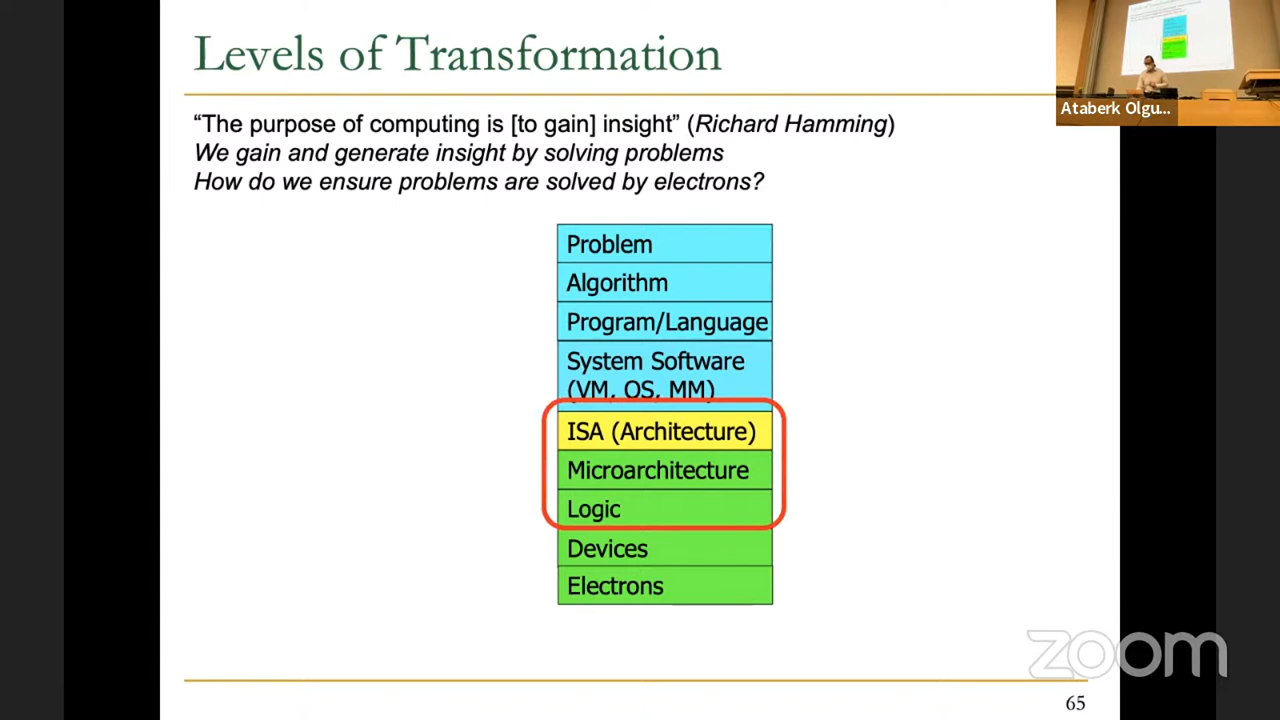 Levels of Transformation
“The purpose of computing is [to gain] insight” (Richard Hamming)
We gain and generate insight by solving problems
How do we ensure problems are solved by electrons?
Problem
Algorithm
Program/Language
System Software
(VM, OS, MM)
ISA (Architecture)
Microarchitecture
Logic
Devices
Electrons
Ataberk Olgu...
zoom
65